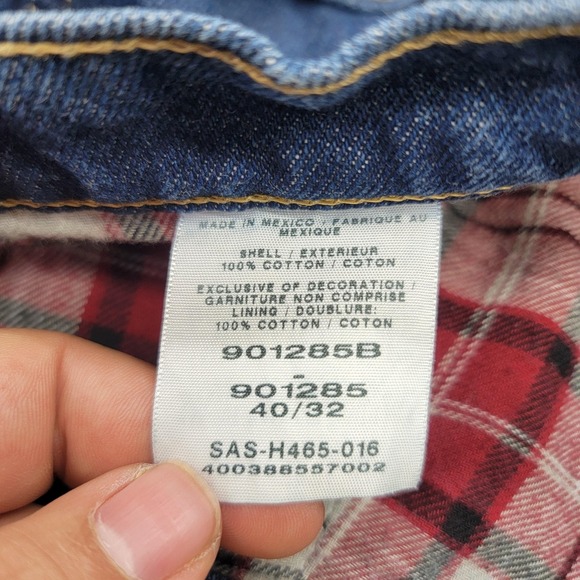 MADE IN MEXICO - FABRIQUE AU
MEXIQUE
SHELL / EXTERIEUR
100% COTTON / COTON
EXCLUSIVE OF DECORATION /
GARNITURE NON COMPRISE
LINING / DOUBLURE:
100% COTTON / COTON
901285B
-
901285
40/32
SAS-H465-016
400388557002